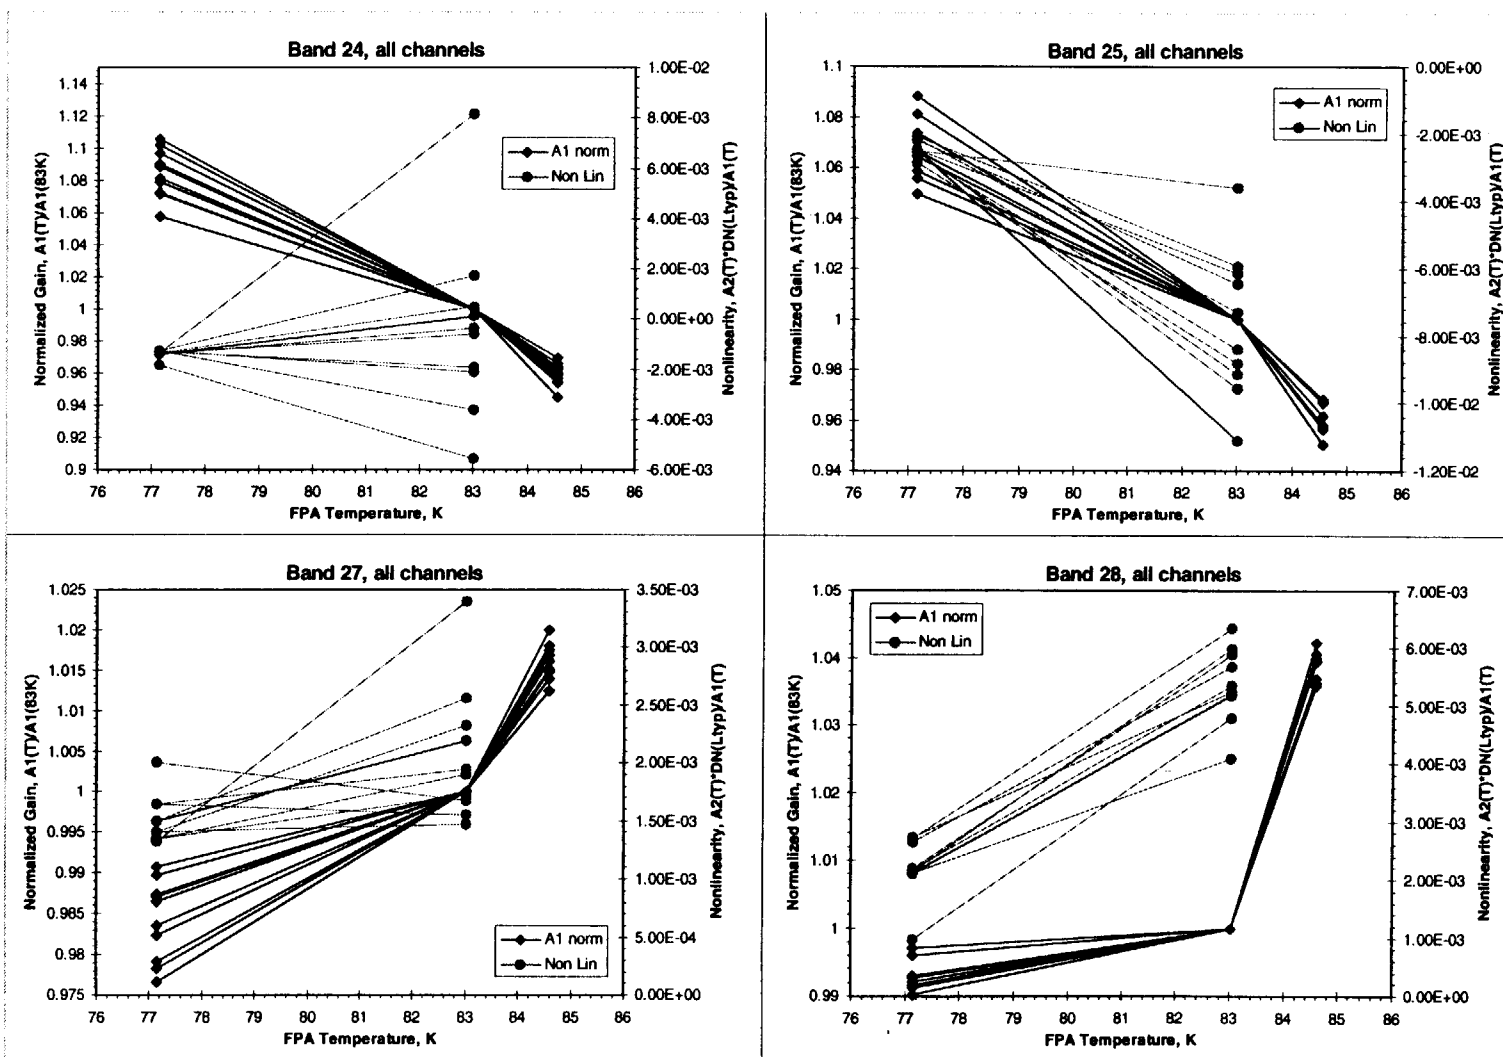 Band 24, all channels
1.15
1.14
1.12
1.1
1.08
1.06
1.04
1.02
1
0.98
0.96
0.94
0.92
0.9
Normalized Gain, A1(T)/A1(83K)
1.00E-02
8.00E-03
6.00E-03
4.00E-03
2.00E-03
0.00E+00
-2.00E-03
-4.00E-03
-6.00E-03
Nonlinearity, A2(T)*DN(Ltyp)/A1(T)
A1 norm
Non Lin
76 77 78 79 80 81 82 83 84 85 86
FPA Temperature, K
Band 25, all channels
1.1
1.08
1.06
1.04
1.02
1
0.98
0.96
0.94
Normalized Gain, A1(T)/A1(83K)
0.00E+00
-2.00E-03
-4.00E-03
-6.00E-03
-8.00E-03
-1.00E-02
-1.20E-02
Nonlinearity, A2(T)*DN(Ltyp)/A1(T)
A1 norm
Non Lin
76 77 78 79 80 81 82 83 84 85 86
FPA Temperature, K
Band 27, all channels
1.025
1.02
1.015
1.01
1.005
1
0.995
0.99
0.985
0.98
0.975
Normalized Gain, A1(T)/A1(83K)
3.50E-03
3.00E-03
2.50E-03
2.00E-03
1.50E-03
1.00E-03
5.00E-04
0.00E+00
Nonlinearity, A2(T)*DN(Ltyp)/A1(T)
A1 norm
Non Lin
76 77 78 79 80 81 82 83 84 85 86
FPA Temperature, K
Band 28, all channels
1.05
1.04
1.03
1.02
1.01
1
0.99
Normalized Gain, A1(T)/A1(83K)
7.00E-03
6.00E-03
5.00E-03
4.00E-03
3.00E-03
2.00E-03
1.00E-03
0.00E+00
Nonlinearity, A2(T)*DN(Ltyp)/A1(T)
A1 norm
Non Lin
76 77 78 79 80 81 82 83 84 85 86
FPA Temperature, K